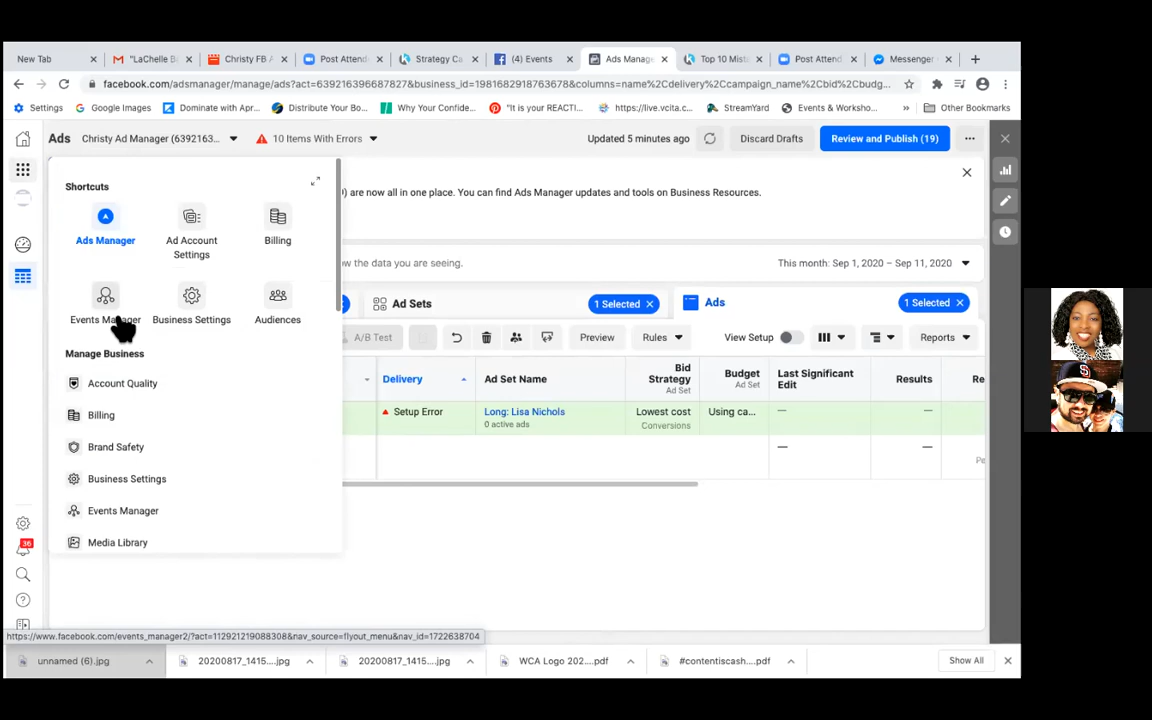 New Tab
"LaChelle B
Christy FB A
Post Attend
Strategy Ca
(4) Events
Ads Manage
Top 10 Mist
Post Attend
Messenger
facebook.com/adsmanager/manage/ads?act=639216396687827&business_id=198168291876367&columns=name%2Cdelivery%2Ccampaign_name%2Cbid%2Cbudg...
Settings
Google Images
Dominate with Apr...
Distribute Your Bo...
Why Your Confide...
"It is your REACTI...
https://live.vcita.c...
StreamYard
Events & Worksho...
»
Other Bookmarks
Ads
Christy Ad Manager (6392163...
10 Items With Errors
Updated 5 minutes ago
Discard Drafts
Review and Publish (19)
Shortcuts
) are now all in one place. You can find Ads Manager updates and tools on Business Resources.
Ads Manager
Ad Account Settings
Billing
ow the data you are seeing.
This month: Sep 1, 2020 – Sep 11, 2020
Events Manager
Business Settings
Audiences
Ad Sets
1 Selected
Ads
1 Selected
A/B Test
Preview
Rules
View Setup
Reports
Manage Business
Account Quality
Billing
Brand Safety
Business Settings
Events Manager
Media Library
Delivery
Ad Set Name
Bid Strategy
Ad Set
Budget
Ad Set
Last Significant Edit
Results
Re
Setup Error
Long: Lisa Nichols
0 active ads
Lowest cost
Conversions
Using ca...
—
—
—
—
Pe
36
https://www.facebook.com/events_manager2/?act=112921219088308&nav_source=flyout_menu&nav_id=1722638704
unnamed (6).jpg
20200817_1415....jpg
20200817_1415....jpg
WCA Logo 202....pdf
#contentiscash....pdf
Show All